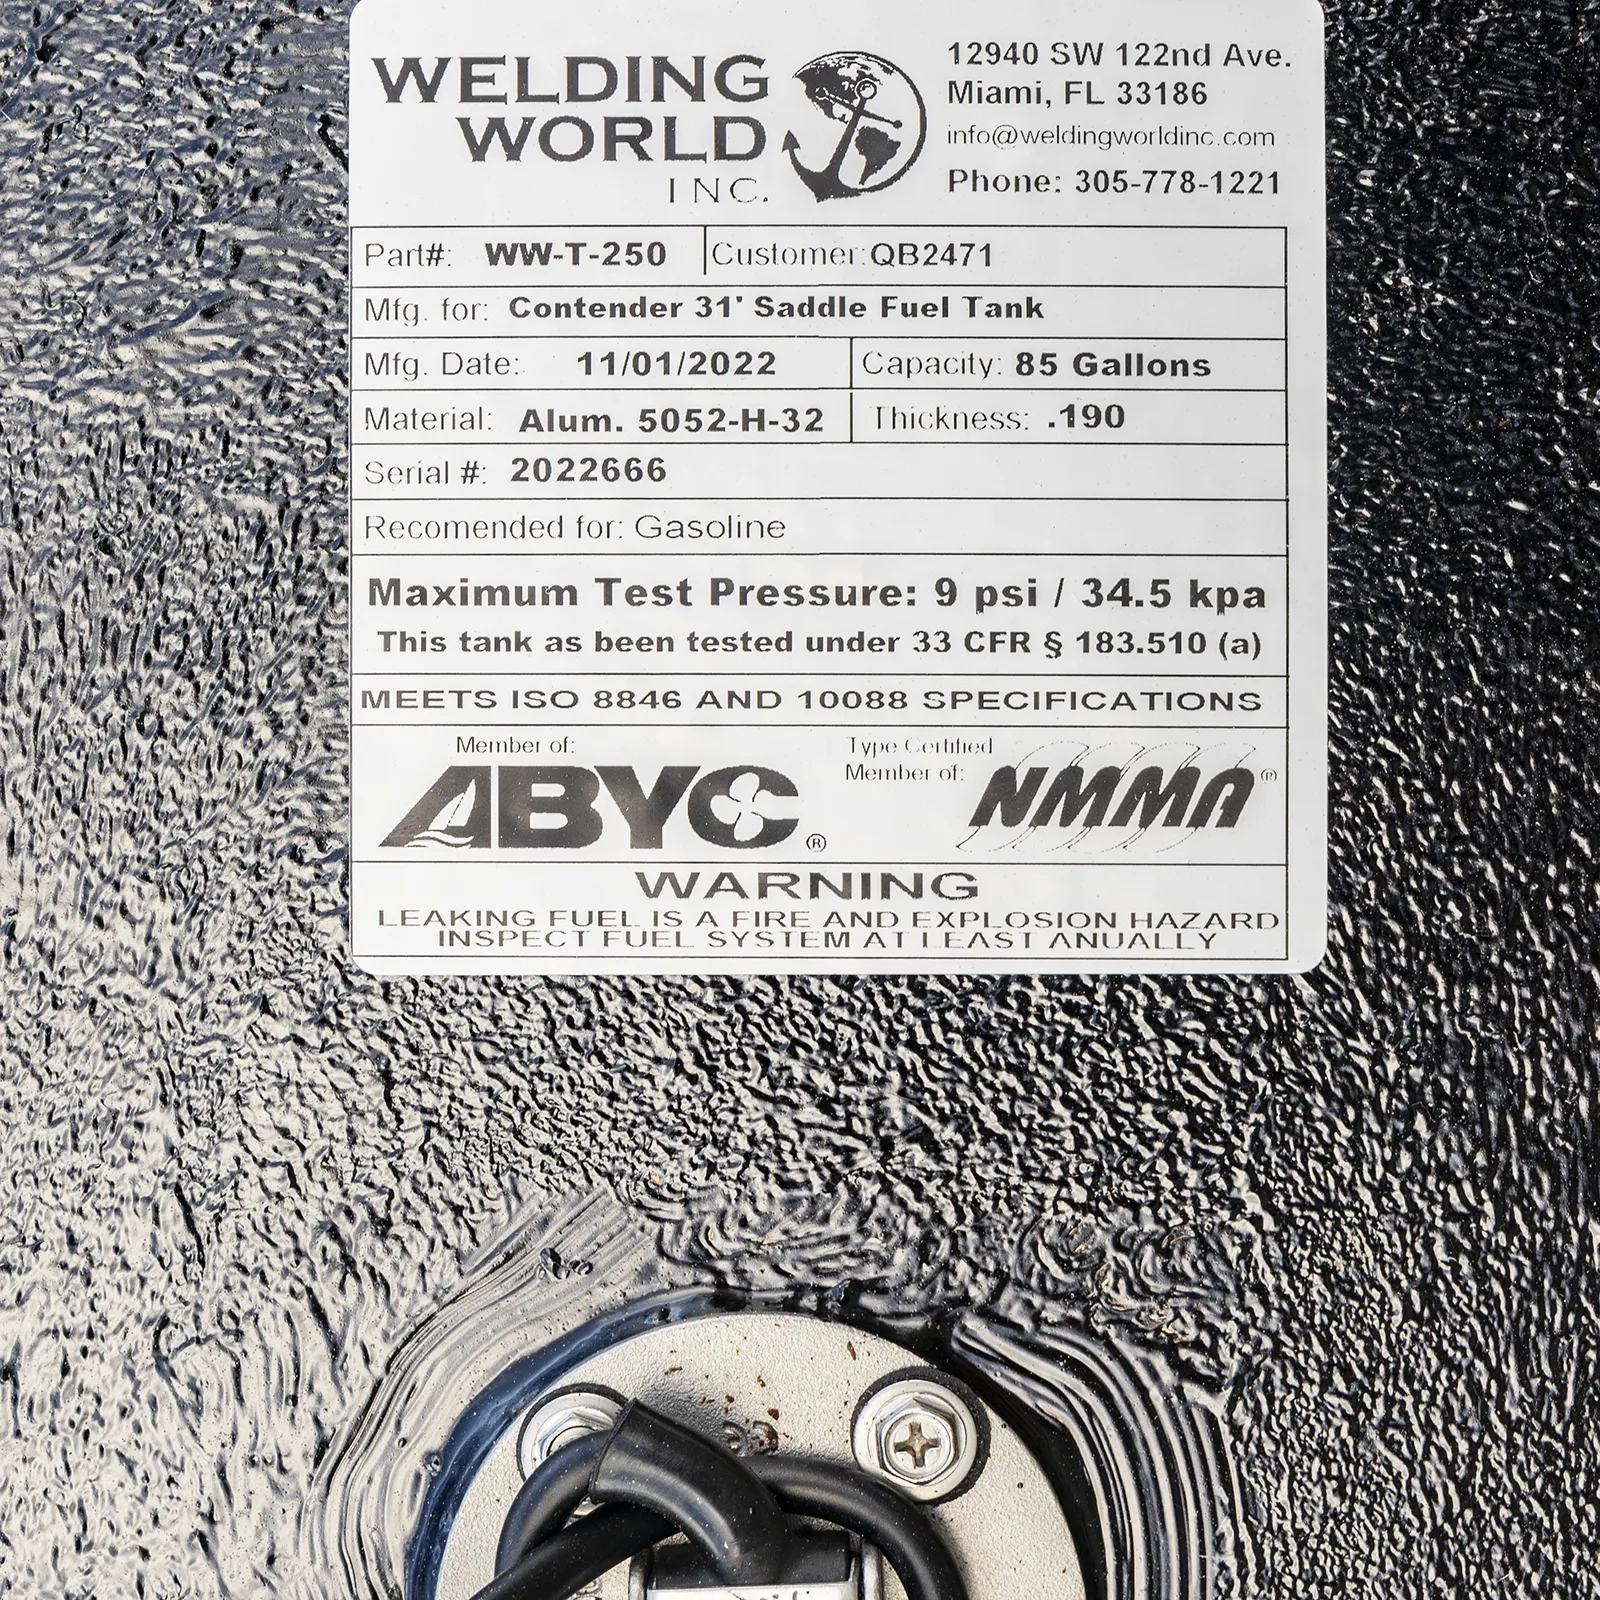 WELDING
WORLD
INC.
12940 SW 122nd Ave.
Miami, FL 33186
info@weldingworldinc.com
Phone: 305-778-1221
Part#: WW-T-250 Customer:QB2471
Mfg. for: Contender 31' Saddle Fuel Tank
Mfg. Date: 11/01/2022 Capacity: 85 Gallons
Material: Alum. 5052-H-32 Thickness: .190
Serial #: 2022666
Recomended for: Gasoline
Maximum Test Pressure: 9 psi / 34.5 kpa
This tank as been tested under 33 CFR § 183.510 (a)
MEETS ISO 8846 AND 10088 SPECIFICATIONS
Member of:
ABYC®
Type Certified
Member of:
NMMA®
WARNING
LEAKING FUEL IS A FIRE AND EXPLOSION HAZARD
INSPECT FUEL SYSTEM AT LEAST ANUALLY